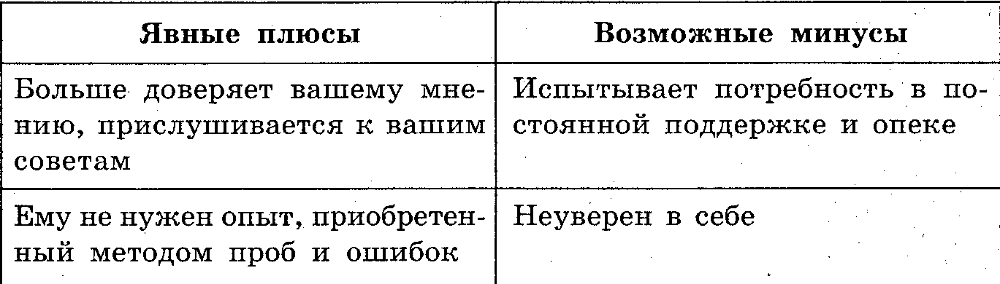 Явные плюсы
Возможные минусы
Больше доверяет вашему мне-
нию, прислушивается к вашим
советам
Испытывает потребность в по-
стоянной поддержке и опеке
Ему не нужен опыт, приобретен-
ный методом проб и ошибок
Неуверен в себе